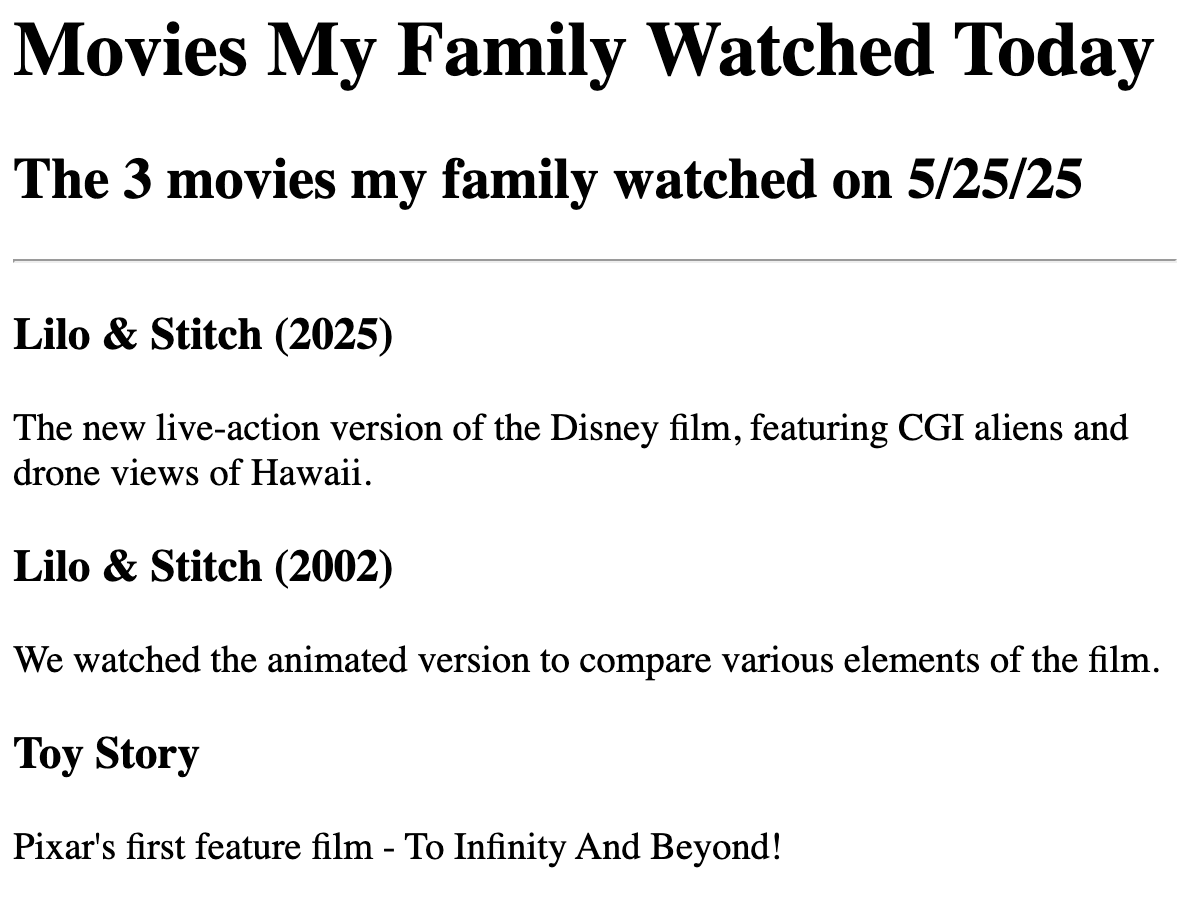 Movies My Family Watched Today
The 3 movies my family watched on 5/25/25
Lilo & Stitch (2025)
The new live-action version of the Disney film, featuring CGI aliens and
drone views of Hawaii.
Lilo & Stitch (2002)
We watched the animated version to compare various elements of the film.
Toy Story
Pixar's first feature film - To Infinity And Beyond!